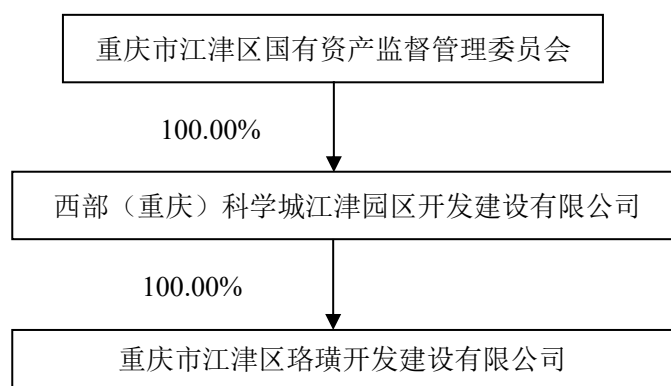 重庆市江津区国有资产监督管理委员会
100.00%
西部（重庆）科学城江津园区开发建设有限公司
100.00%
重庆市江津区珞璜开发建设有限公司